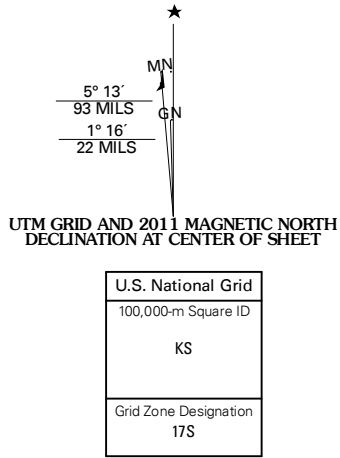 ★
MN
5° 13´
93 MILS
GN
1° 16´
22 MILS
UTM GRID AND 2011 MAGNETIC NORTH
DECLINATION AT CENTER OF SHEET
U.S. National Grid
100,000-m Square ID
KS
Grid Zone Designation
17S